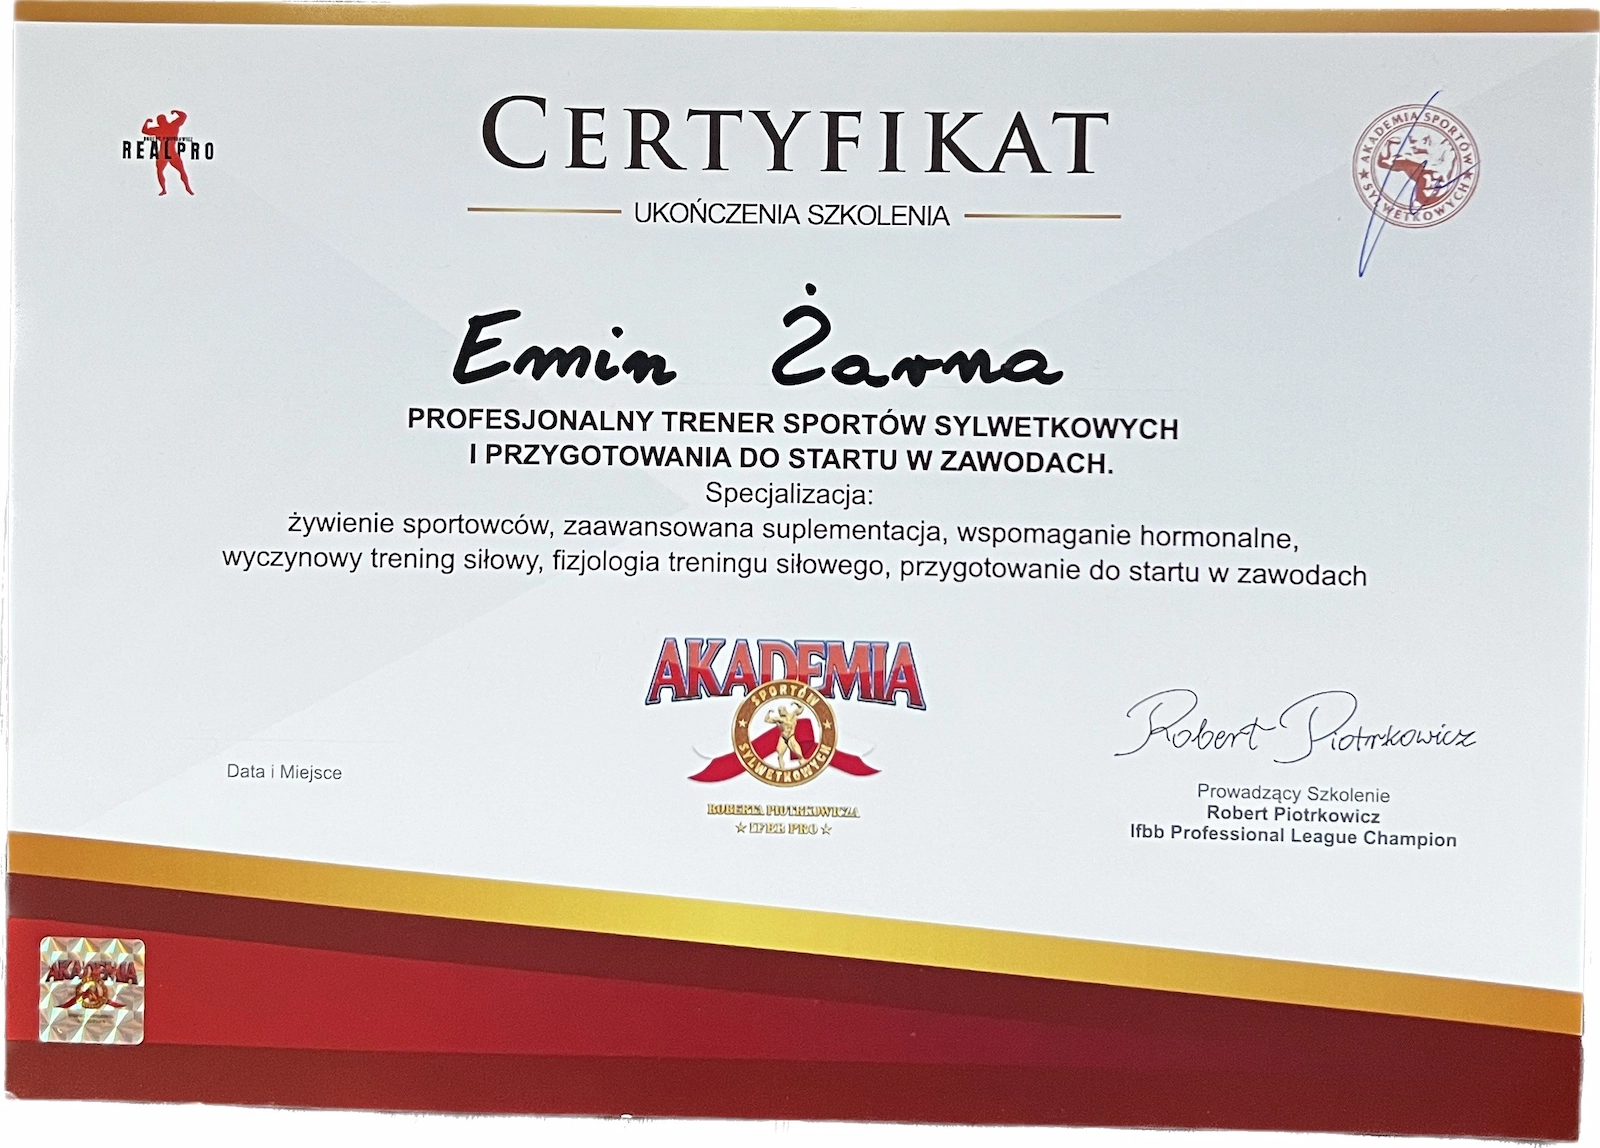 REALPRO
CERTYFIKAT
UKOŃCZENIA SZKOLENIA
AKADEMIA SPORTÓW SYLWETKOWYCH
Emin Żarna
PROFESJONALNY TRENER SPORTÓW SYLWETKOWYCH
I PRZYGOTOWANIA DO STARTU W ZAWODACH.
Specjalizacja:
żywienie sportowców, zaawansowana suplementacja, wspomaganie hormonalne,
wyczynowy trening siłowy, fizjologia treningu siłowego, przygotowanie do startu w zawodach
AKADEMIA
SPORTÓW
SYLWETKOWYCH
ROBERTA PIOTRKOWICZA
IFBB PRO
Data i Miejsce
Robert Piotrkowicz
Prowadzący Szkolenie
Robert Piotrkowicz
Ifbb Professional League Champion
AKADEMIA